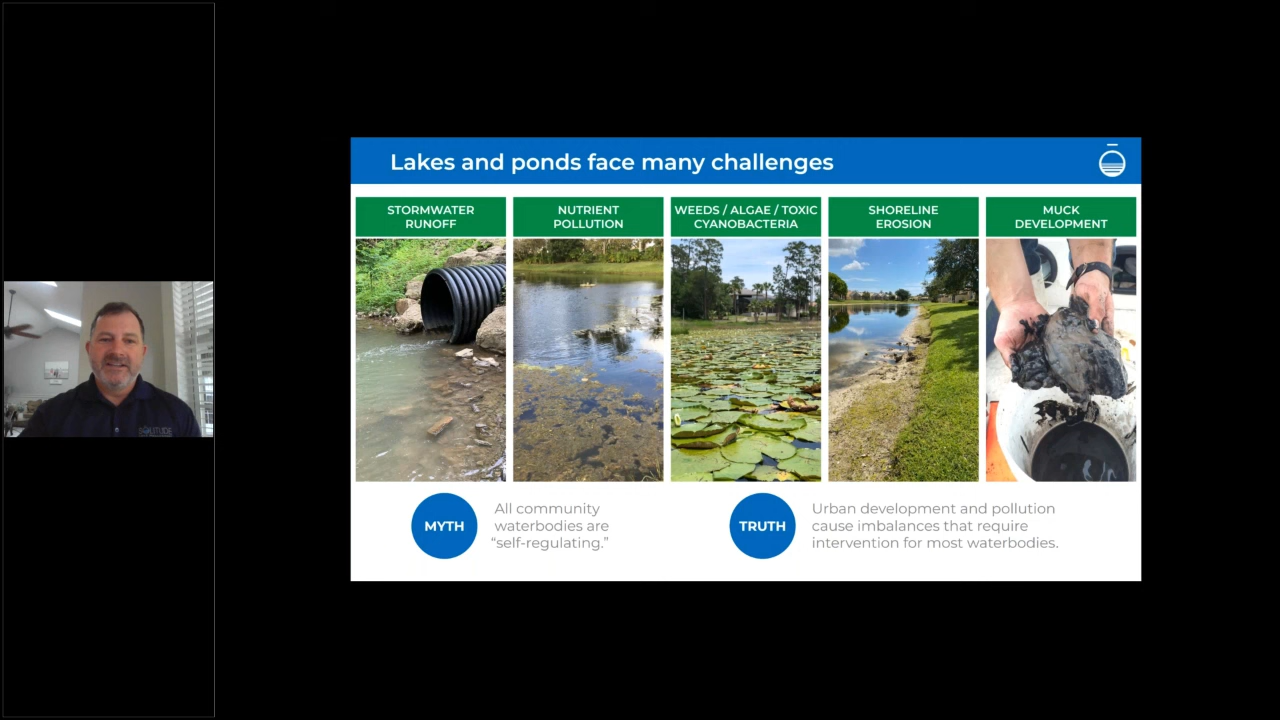 Lakes and ponds face many challenges
STORMWATER
RUNOFF
NUTRIENT
POLLUTION
WEEDS / ALGAE / TOXIC
CYANOBACTERIA
SHORELINE
EROSION
MUCK
DEVELOPMENT
MYTH
All community
waterbodies are
“self-regulating.”
TRUTH
Urban development and pollution
cause imbalances that require
intervention for most waterbodies.
SOLITUDE